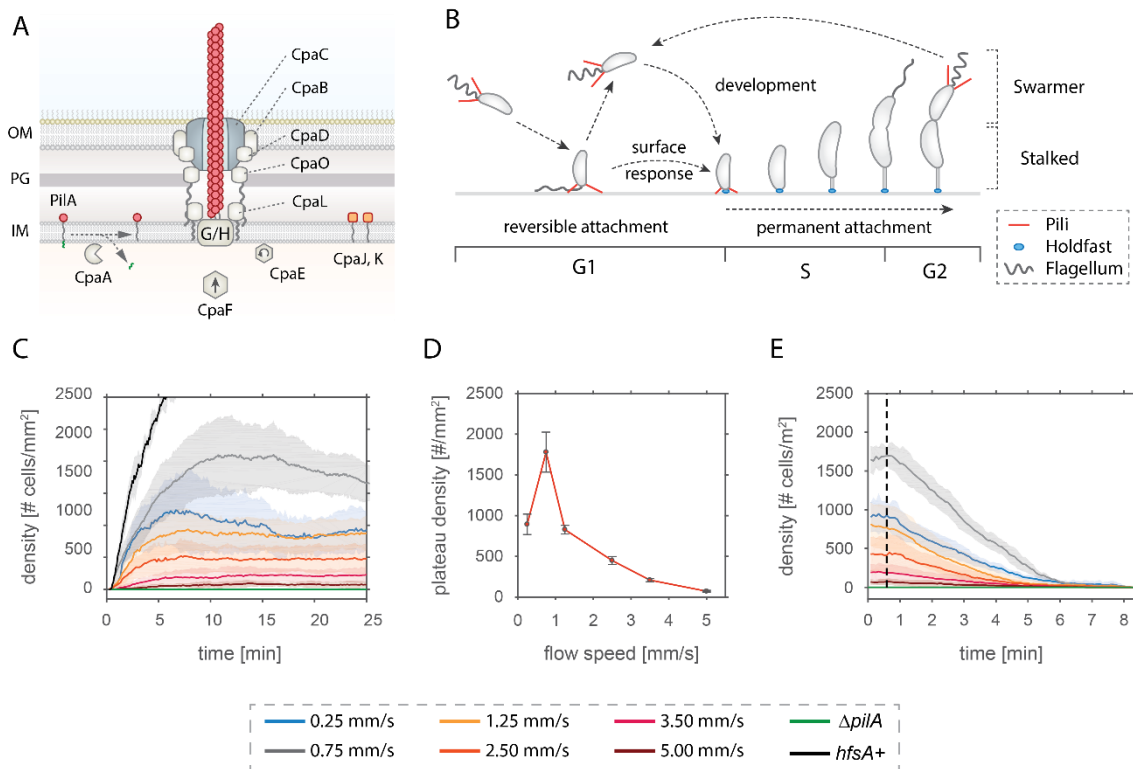 A
CpaC
CpaB
CpaD
CpaO
CpaL
OM
PG
IM
PilA
G/H
CpaA
CpaE
CpaJ, K
CpaF
B
development
surface
response
reversible attachment
permanent attachment
G1
S
G2
Swarmer
Stalked
Pili
Holdfast
Flagellum
C
density [# cells/mm²]
2500
2000
1500
1000
500
0
0 5 10 15 20 25
time [min]
D
plateau density [#/mm²]
2500
2000
1500
1000
500
0
0 1 2 3 4 5
flow speed [mm/s]
E
density [# cells/m²]
2500
2000
1500
1000
500
0
0 1 2 3 4 5 6 7 8
time [min]
0.25 mm/s 1.25 mm/s 3.50 mm/s ΔpilA
0.75 mm/s 2.50 mm/s 5.00 mm/s hfsA+